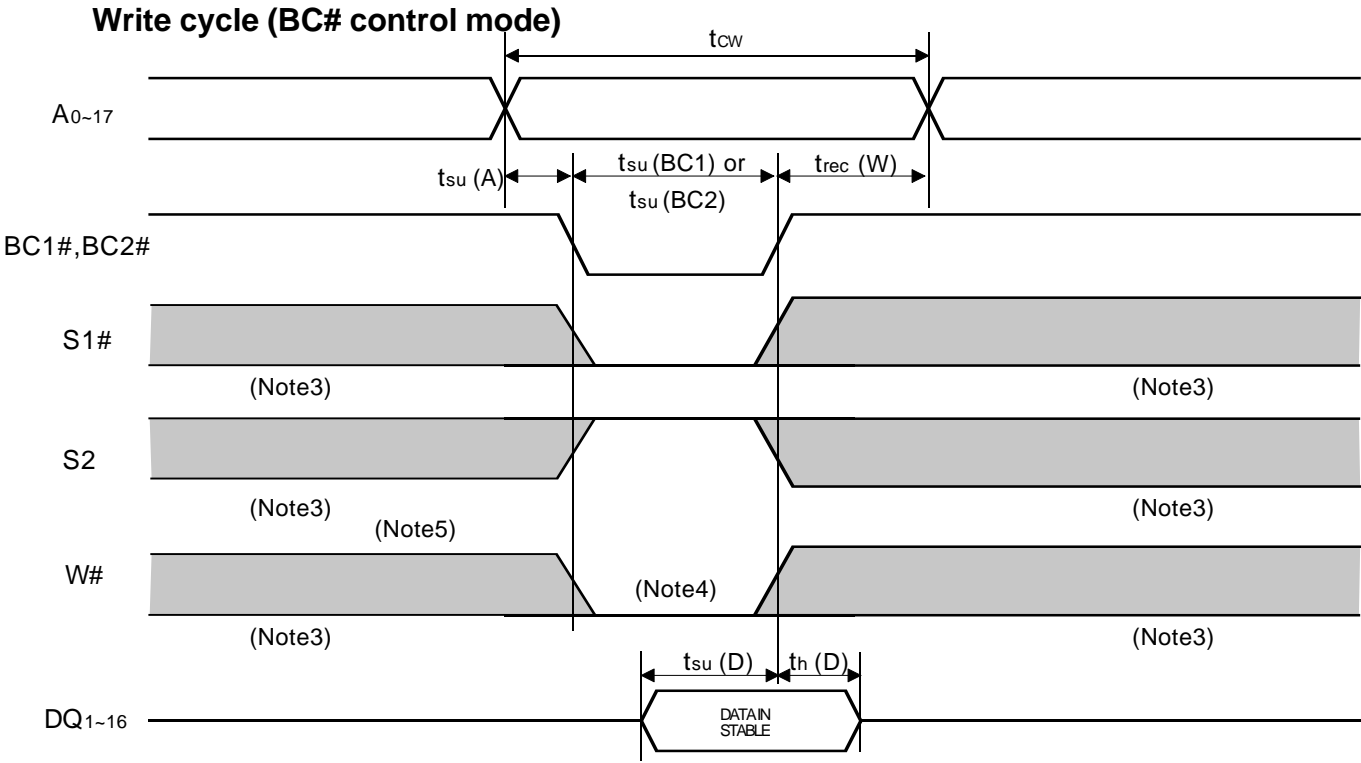 Write cycle (BC# control mode)
tCW
A0~17
tsu (A)
tsu (BC1) or
tsu (BC2)
trec (W)
BC1#,BC2#
S1#
(Note3)
(Note3)
S2
(Note3)
(Note3)
(Note5)
W#
(Note4)
(Note3)
(Note3)
tsu (D)
th (D)
DQ1~16
DATA IN
STABLE